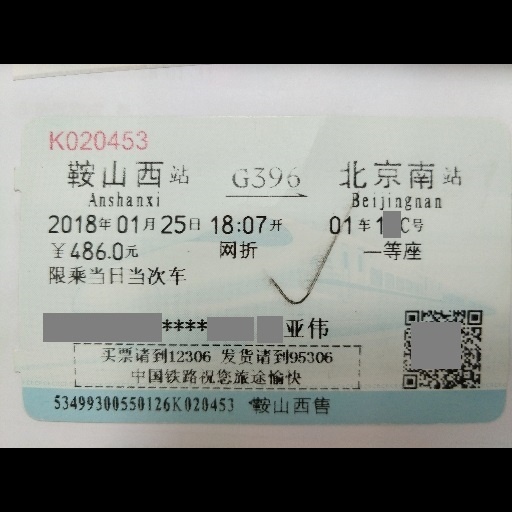 K020453
鞍山西站 G396 北京南站
Anshanxi Beijingnan
2018年01月25日 18:07开 01车1 C号
￥486.0元 网折 一等座
限乘当日当次车
**** 亚伟
买票请到12306 发货请到95306
中国铁路祝您旅途愉快
53499300550126K020453 鞍山西售